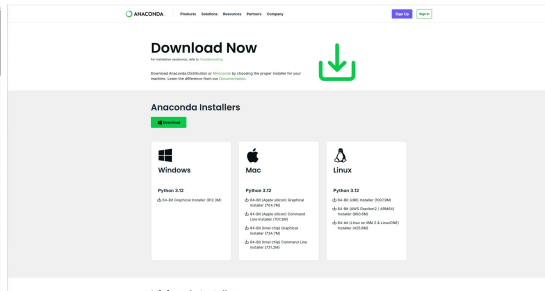 ANACONDA Products Solutions Resources Partners Company Sign Up Sign In
Download Now
For installation assistance, refer to Troubleshooting.
Download Anaconda Distribution or Miniconda by choosing the proper installer for your
machine. Learn the difference from our Documentation.
Anaconda Installers
Download
Windows
Python 3.12
64-Bit Graphical Installer (912.3M)
Mac
Python 3.12
64-Bit (Apple silicon) Graphical
Installer (704.7M)
64-Bit (Apple silicon) Command
Line Installer (707.3M)
64-Bit (Intel chip) Graphical
Installer (734.7M)
64-Bit (Intel chip) Command Line
Installer (731.2M)
Linux
Python 3.12
64-Bit (x86) Installer (1007.9M)
64-Bit (AWS Graviton2 / ARM64)
Installer (800.6M)
64-bit (Linux on IBM Z & LinuxONE)
Installer (425.8M)